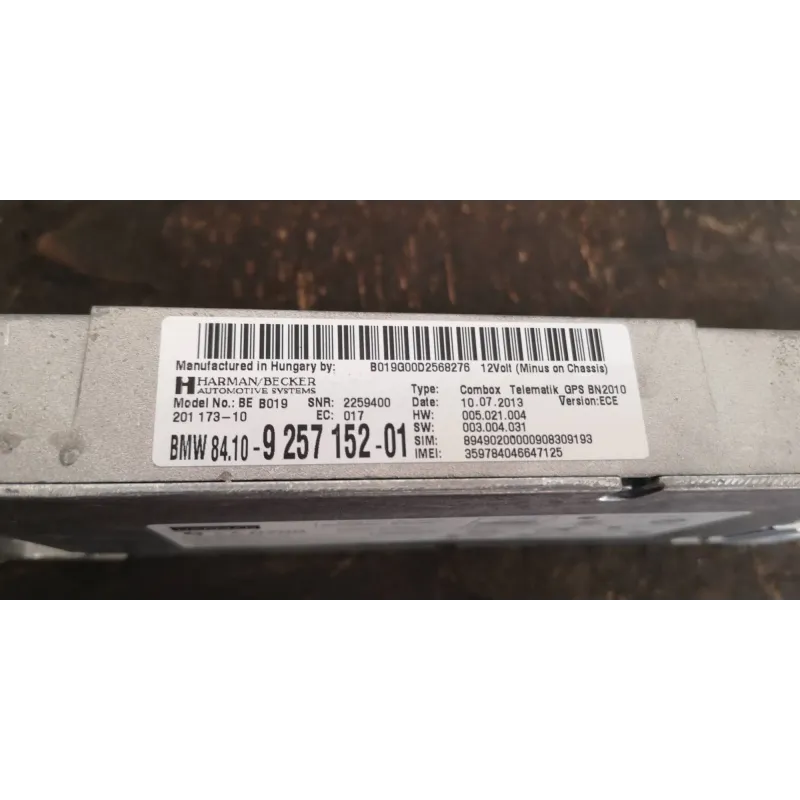 B019G00D2568276 12Volt (Minus on Chassis)
Manufactured in Hungary by:
HARMAN/BECKER
AUTOMOTIVE SYSTEMS
Model No.: BE B019 SNR: 2259400
201 173-10 EC: 017
BMW 84.10-9 257 152-01
Type: Combox Telematik GPS BN2010
Date: 10.07.2013 Version:ECE
HW: 005.021.004
SW: 003.004.031
SIM: 89490200000908309193
IMEI: 359784046647125